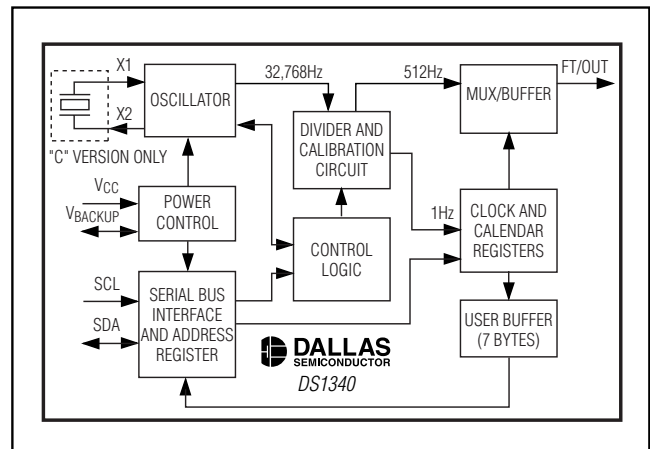 X1
X2
"C" VERSION ONLY
OSCILLATOR
32,768Hz
512Hz
MUX/BUFFER
FT/OUT
DIVIDER AND
CALIBRATION
CIRCUIT
VCC
VBACKUP
POWER
CONTROL
1Hz
CLOCK AND
CALENDAR
REGISTERS
CONTROL
LOGIC
SCL
SDA
SERIAL BUS
INTERFACE
AND ADDRESS
REGISTER
USER BUFFER
(7 BYTES)
DALLAS
SEMICONDUCTOR
DS1340